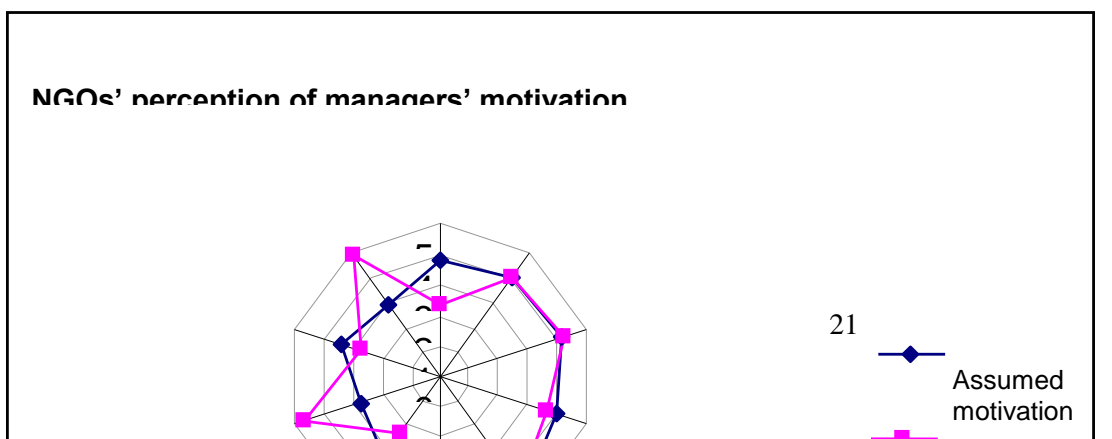 NGOs’ perception of managers’ motivation
21
Assumed
motivation